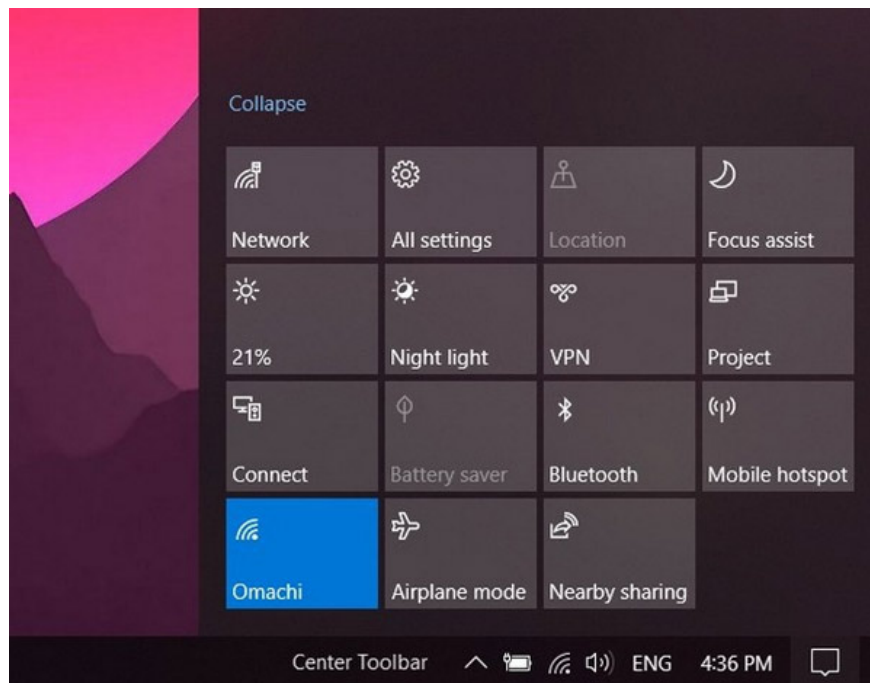 Collapse
Network All settings Location Focus assist
21% Night light VPN Project
Connect Battery saver Bluetooth Mobile hotspot
Omachi Airplane mode Nearby sharing
Center Toolbar ENG 4:36 PM